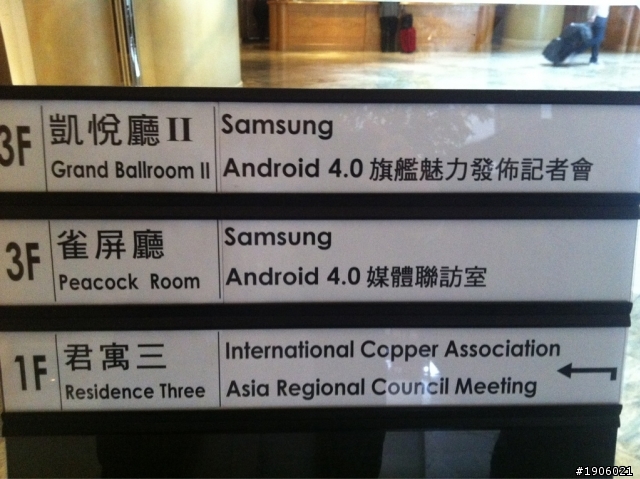 3F
凱悅廳 II
Grand Ballroom II
Samsung
Android 4.0 旗艦魅力發佈記者會
3F
雀屏廳
Peacock Room
Samsung
Android 4.0 媒體聯訪室
1F
君寓三
Residence Three
International Copper Association
Asia Regional Council Meeting
#1906021